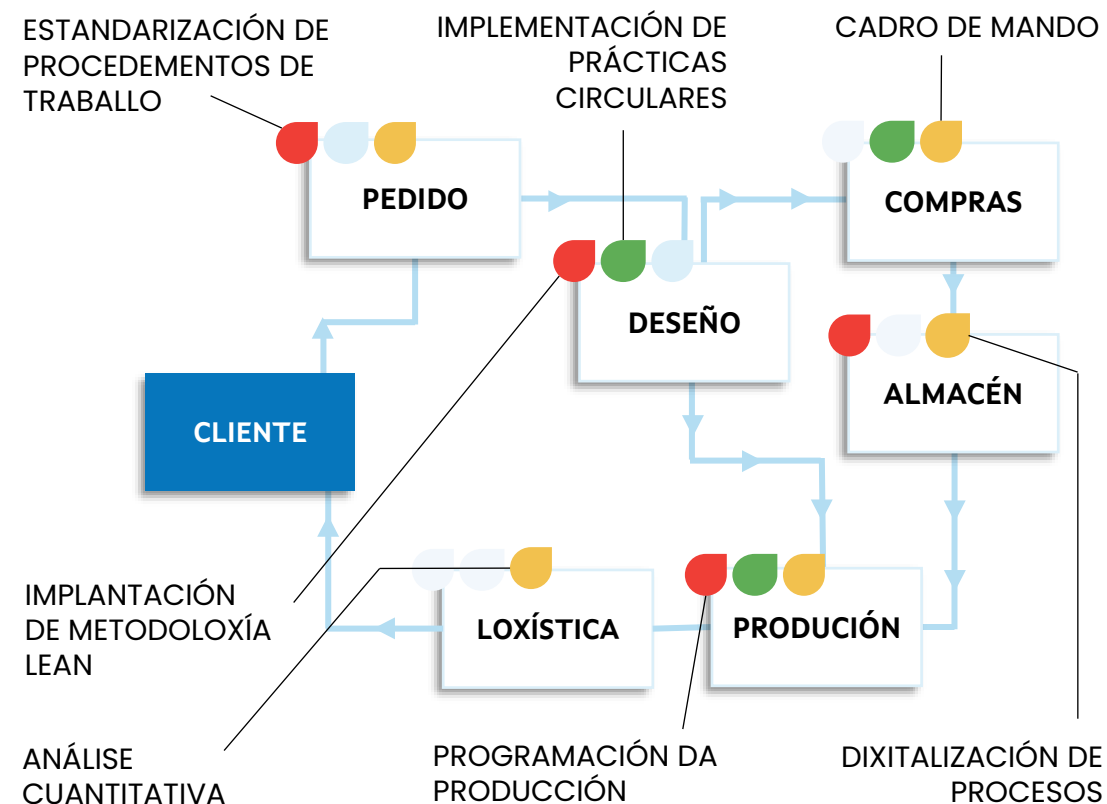 ESTANDARIZACIÓN DE
PROCEDEMENTOS DE
TRABALLO
IMPLEMENTACIÓN DE
PRÁCTICAS
CIRCULARES
CADRO DE MANDO
PEDIDO
COMPRAS
DESEÑO
ALMACÉN
CLIENTE
LOXÍSTICA
PRODUCIÓN
IMPLANTACIÓN
DE METODOLOXÍA
LEAN
ANÁLISE
CUANTITATIVA
PROGRAMACIÓN DA
PRODUCCIÓN
DIXITALIZACIÓN DE
PROCESOS